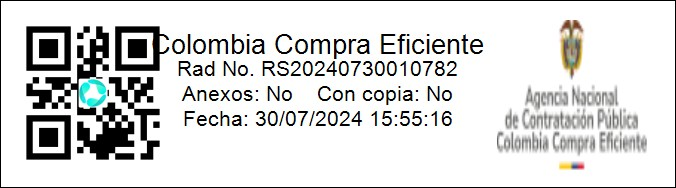 Colombia Compra Eficiente
Rad No. RS20240730010782
Anexos: No Con copia: No
Fecha: 30/07/2024 15:55:16
Agencia Nacional
de Contratación Pública
Colombia Compra Eficiente